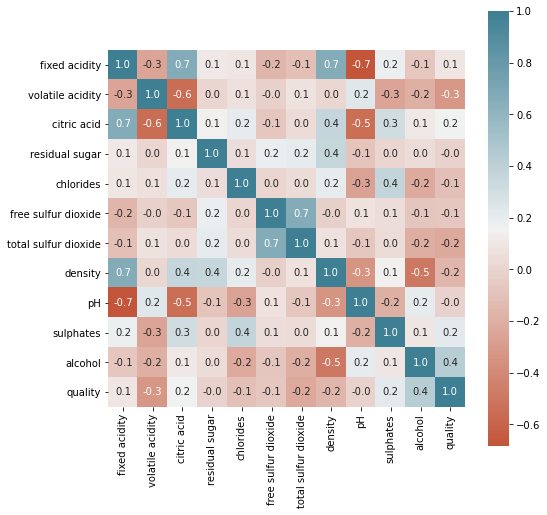 fixed acidity 1.0 -0.3 0.7 0.1 0.1 -0.2 -0.1 0.7 -0.7 0.2 -0.1 0.1
volatile acidity -0.3 1.0 -0.6 0.0 0.1 -0.0 0.1 0.0 0.2 -0.3 -0.2 -0.3
citric acid 0.7 -0.6 1.0 0.1 0.2 -0.1 0.0 0.4 -0.5 0.3 0.1 0.2
residual sugar 0.1 0.0 0.1 1.0 0.1 0.2 0.2 0.4 -0.1 0.0 0.0 -0.0
chlorides 0.1 0.1 0.2 0.1 1.0 0.0 0.0 0.2 -0.3 0.4 -0.2 -0.1
free sulfur dioxide -0.2 -0.0 -0.1 0.2 0.0 1.0 0.7 -0.0 0.1 0.1 -0.1 -0.1
total sulfur dioxide -0.1 0.1 0.0 0.2 0.0 0.7 1.0 0.1 -0.1 0.0 -0.2 -0.2
density 0.7 0.0 0.4 0.4 0.2 -0.0 0.1 1.0 -0.3 0.1 -0.5 -0.2
pH -0.7 0.2 -0.5 -0.1 -0.3 0.1 -0.1 -0.3 1.0 -0.2 0.2 -0.0
sulphates 0.2 -0.3 0.3 0.0 0.4 0.1 0.0 0.1 -0.2 1.0 0.1 0.2
alcohol -0.1 -0.2 0.1 0.0 -0.2 -0.1 -0.2 -0.5 0.2 0.1 1.0 0.4
quality 0.1 -0.3 0.2 -0.0 -0.1 -0.1 -0.2 -0.2 -0.0 0.2 0.4 1.0
fixed acidity
volatile acidity
citric acid
residual sugar
chlorides
free sulfur dioxide
total sulfur dioxide
density
pH
sulphates
alcohol
quality
1.0
0.8
0.6
0.4
0.2
0.0
−0.2
−0.4
−0.6